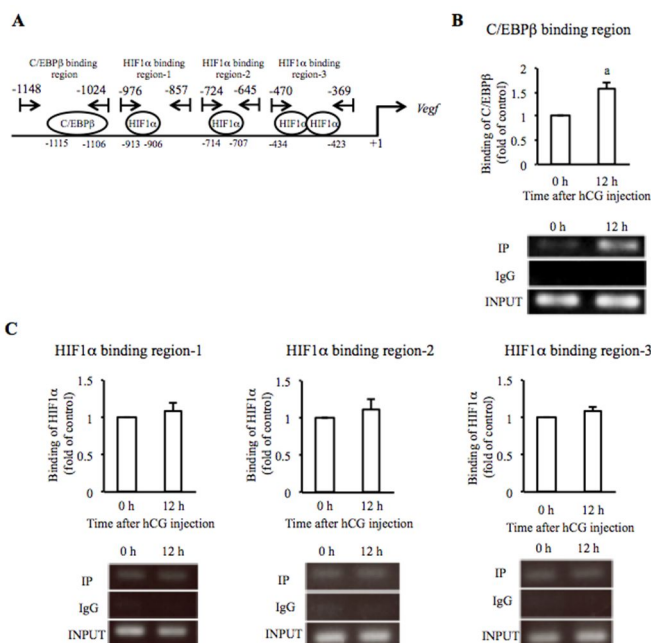 A
C/EBPβ binding region
HIF1α binding region-1
HIF1α binding region-2
HIF1α binding region-3
-1148
-1024
-976
-857
-724
-645
-470
-369
C/EBPβ
HIF1α
HIF1α
HIF1α
HIF1α
Vegf
-1115
-1106
-913
-906
-714
-707
-434
-423
+1
B
C/EBPβ binding region
Binding of C/EBPβ
(fold of control)
2
1.5
1
0.5
0
a
0 h
12 h
Time after hCG injection
0 h
12 h
IP
IgG
INPUT
C
HIF1α binding region-1
Binding of HIF1α
(fold of control)
1.5
1
0.5
0
0 h
12 h
Time after hCG injection
0 h
12 h
IP
IgG
INPUT
HIF1α binding region-2
Binding of HIF1α
(fold of control)
1.5
1
0.5
0
0 h
12 h
Time after hCG injection
0 h
12 h
IP
IgG
INPUT
HIF1α binding region-3
Binding of HIF1α
(fold of control)
1.5
1
0.5
0
0 h
12 h
Time after hCG injection
0 h
12 h
IP
IgG
INPUT